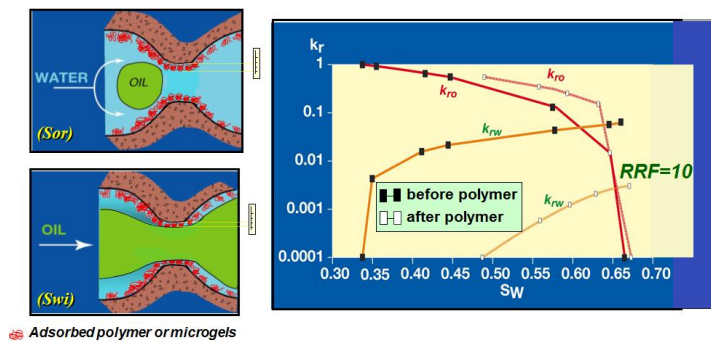 WATER
OIL
(Sor)
OIL
(Swi)
Adsorbed polymer or microgels
kr
1
0.1
0.01
0.001
0.0001
kro
kro
krw
RRF=10
before polymer
after polymer
krw
0.30
0.35
0.40
0.45
0.50
0.55
0.60
0.65
0.70
SW